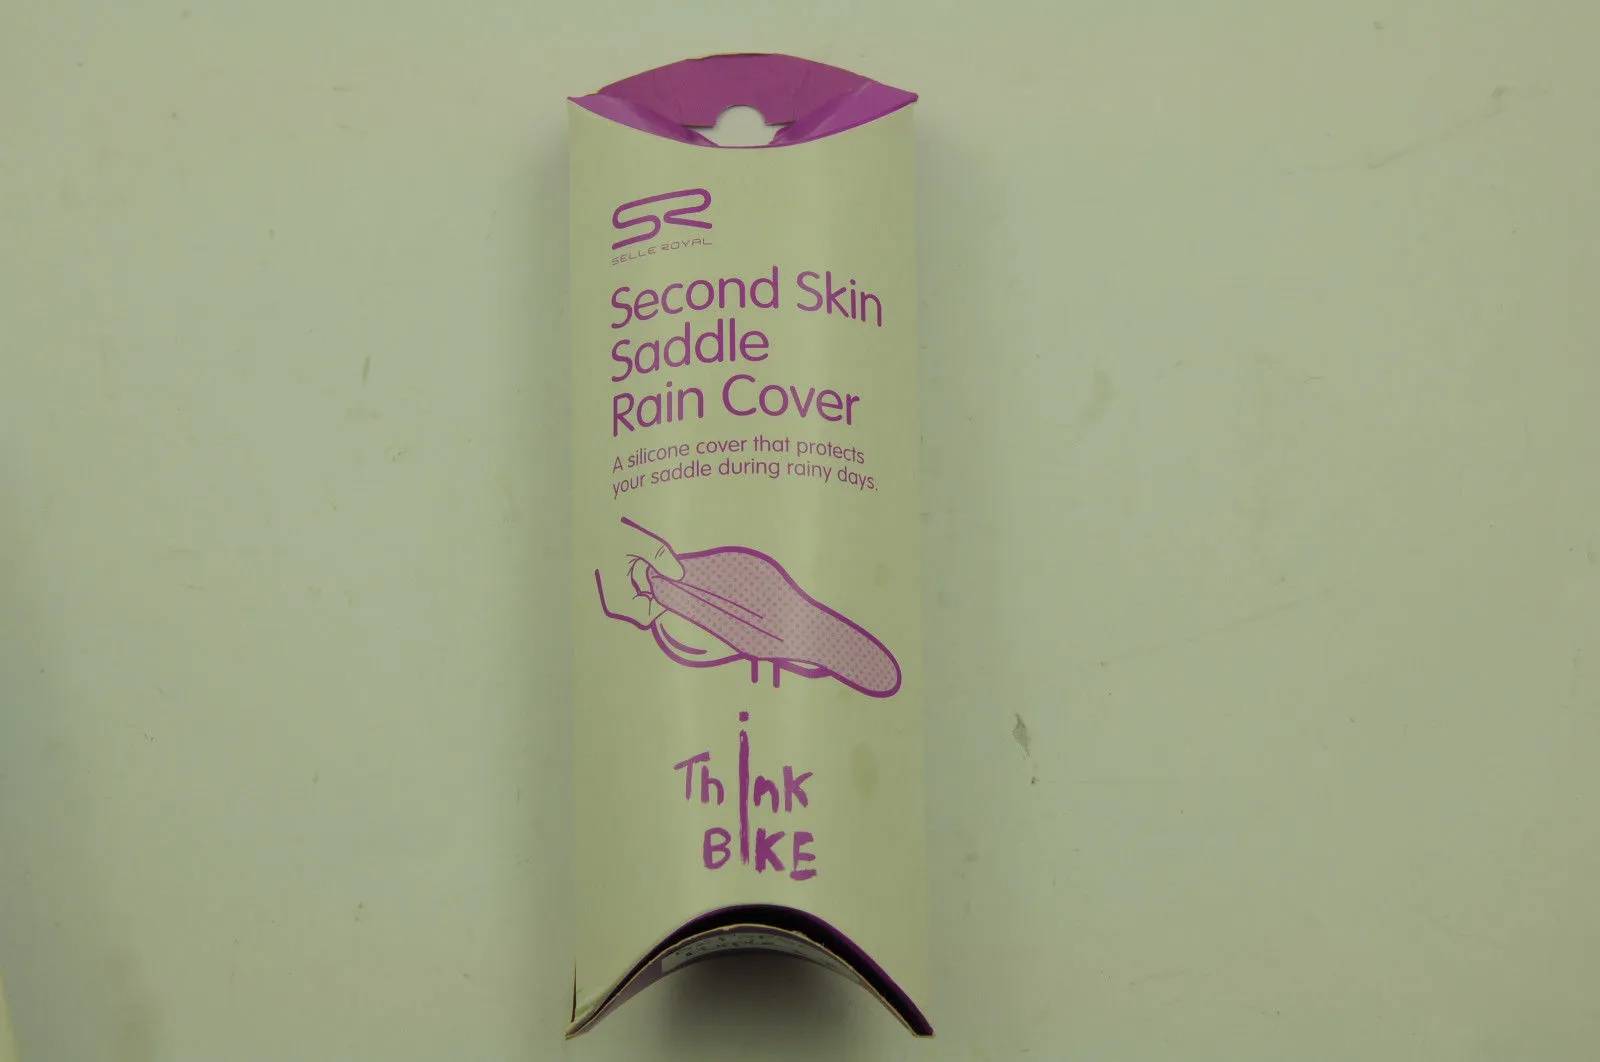 SR
SELLE ROYAL
Second Skin
Saddle
Rain Cover
A silicone cover that protects
your saddle during rainy days.
Think
BIKE